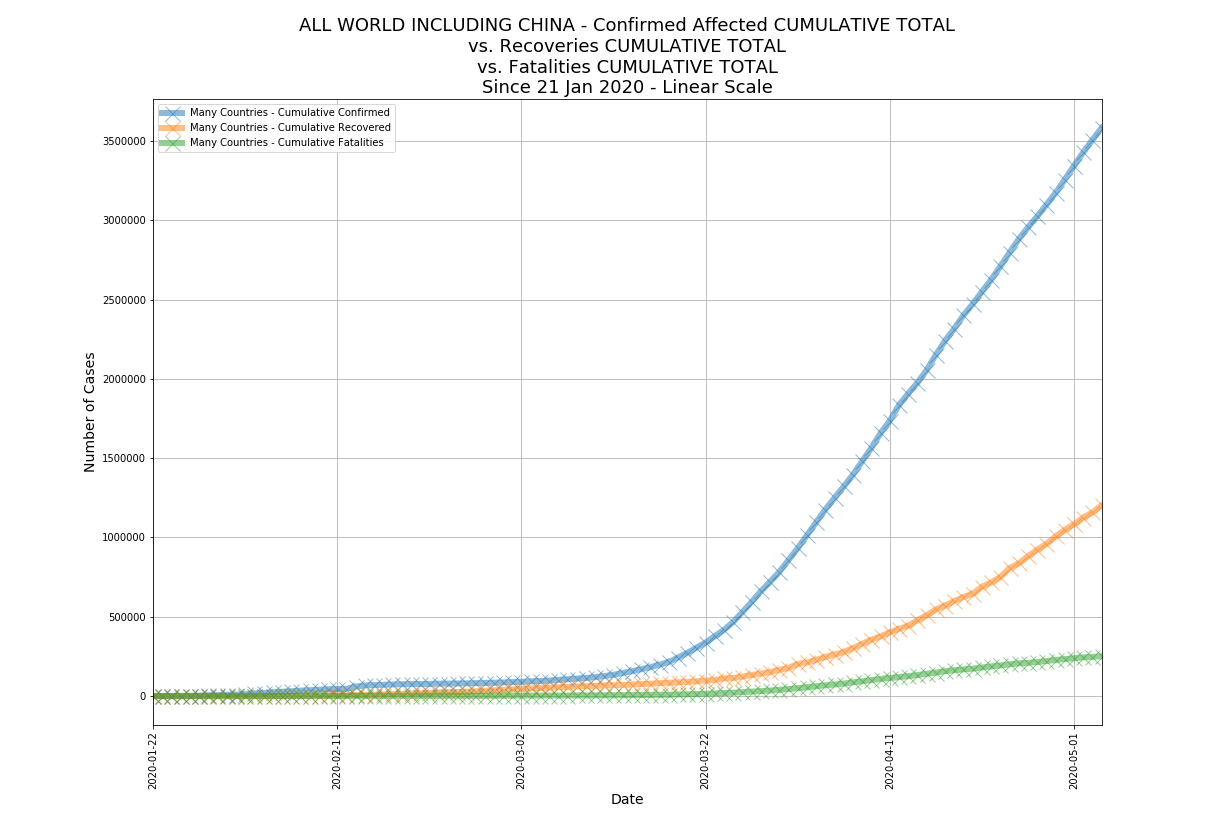 ALL WORLD INCLUDING CHINA - Confirmed Affected CUMULATIVE TOTAL
vs. Recoveries CUMULATIVE TOTAL
vs. Fatalities CUMULATIVE TOTAL
Since 21 Jan 2020 - Linear Scale
Many Countries - Cumulative Confirmed
Many Countries - Cumulative Recovered
Many Countries - Cumulative Fatalities
3500000
3000000
2500000
2000000
1500000
1000000
500000
0
Number of Cases
2020-01-22
2020-02-11
2020-03-02
2020-03-22
2020-04-11
2020-05-01
Date